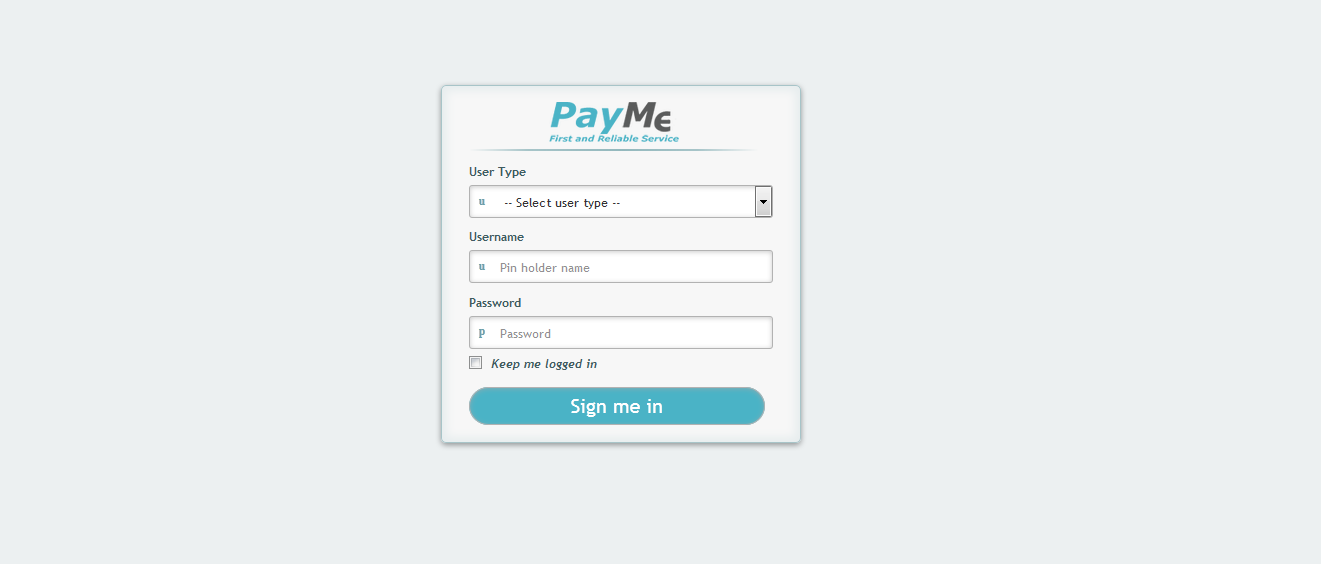 PayMe
First and Reliable Service
User Type
u -- Select user type --
Username
u Pin holder name
Password
p Password
Keep me logged in
Sign me in